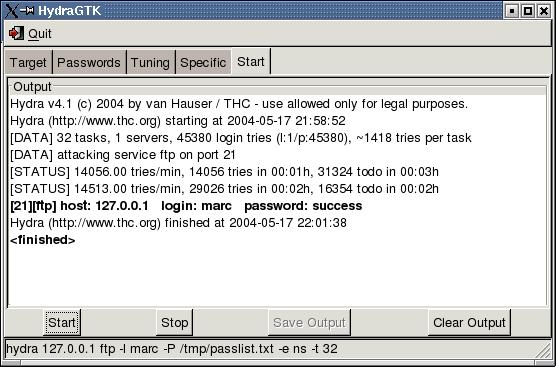 HydraGTK
Quit
Target Passwords Tuning Specific Start
Output
Hydra v4.1 (c) 2004 by van Hauser / THC - use allowed only for legal purposes.
Hydra (http://www.thc.org) starting at 2004-05-17 21:58:52
[DATA] 32 tasks, 1 servers, 45380 login tries (l:1/p:45380), ~1418 tries per task
[DATA] attacking service ftp on port 21
[STATUS] 14056.00 tries/min, 14056 tries in 00:01h, 31324 todo in 00:03h
[STATUS] 14513.00 tries/min, 29026 tries in 00:02h, 16354 todo in 00:02h
[21][ftp] host: 127.0.0.1 login: marc password: success
Hydra (http://www.thc.org) finished at 2004-05-17 22:01:38
<finished>
Start Stop Save Output Clear Output
hydra 127.0.0.1 ftp -l marc -P /tmp/passlist.txt -e ns -t 32